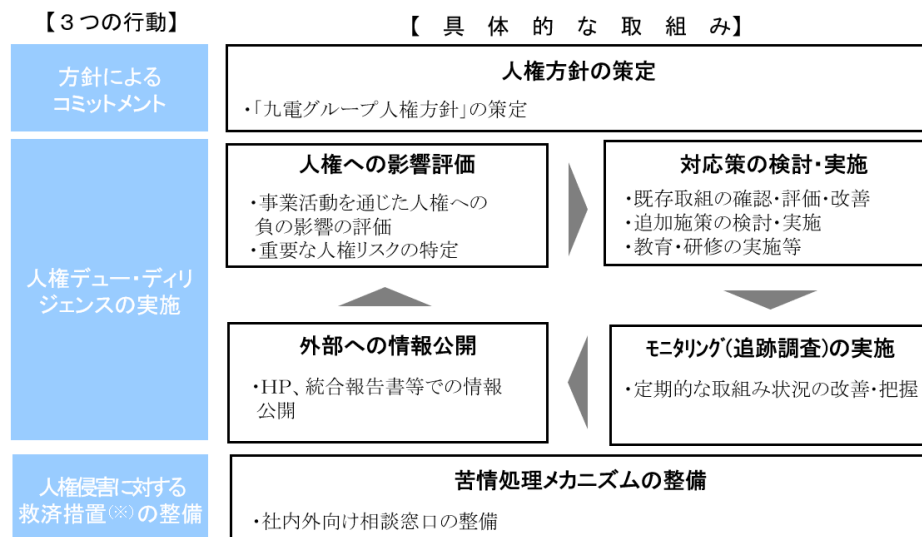 【３つの行動】
【具体的な取組み】
方針による
コミットメント
人権方針の策定
・「九電グループ人権方針」の策定
人権デュー・ディリ
ジェンスの実施
人権への影響評価
・事業活動を通じた人権への
負の影響の評価
・重要な人権リスクの特定
対応策の検討・実施
・既存取組の確認・評価・改善
・追加施策の検討・実施
・教育・研修の実施等
外部への情報公開
・HP、統合報告書等での情報
公開
ﾓﾆﾀﾘﾝｸﾞ(追跡調査)の実施
・定期的な取組み状況の改善・把握
人権侵害に対する
救済措置(※)の整備
苦情処理メカニズムの整備
・社内外向け相談窓口の整備